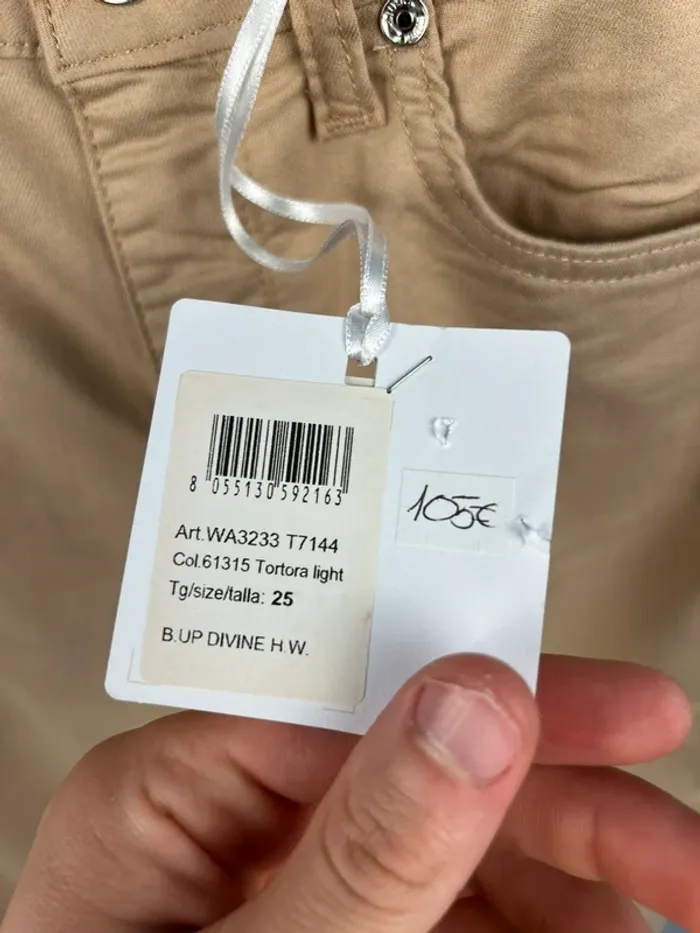 8 055130 592163
Art.WA3233 T7144
Col.61315 Tortora light
Tg/size/talla: 25
B.UP DIVINE H.W.
105€